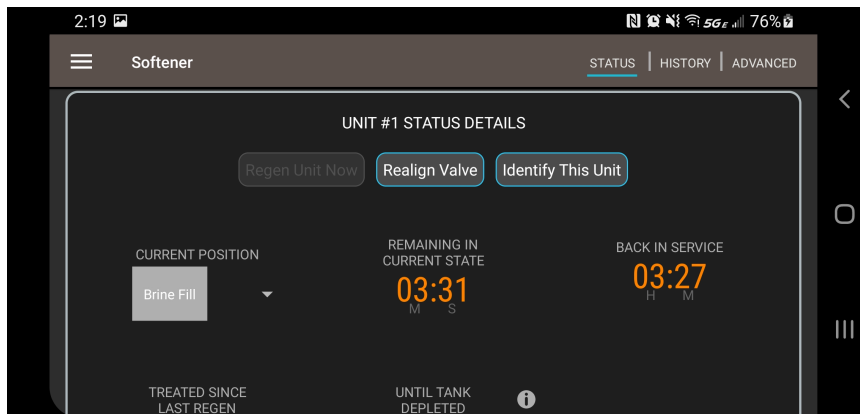 2:19 5GE 76%
Softener STATUS | HISTORY | ADVANCED
UNIT #1 STATUS DETAILS
Regen Unit Now Realign Valve Identify This Unit
CURRENT POSITION
Brine Fill
REMAINING IN
CURRENT STATE
03:31
M S
BACK IN SERVICE
03:27
H M
TREATED SINCE
LAST REGEN
UNTIL TANK
DEPLETED